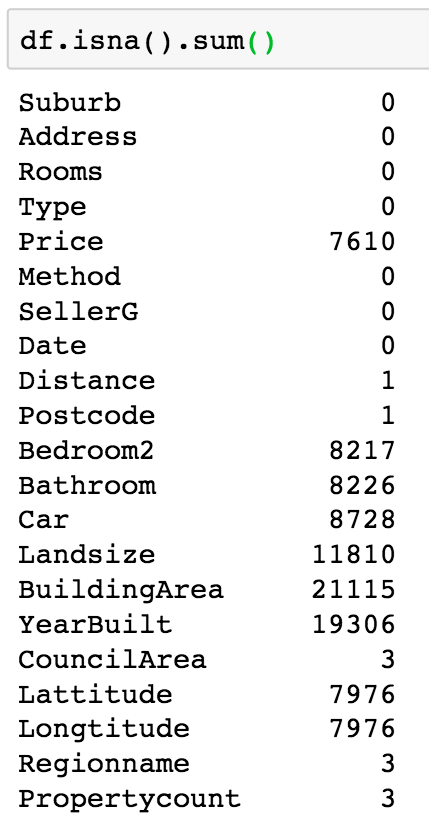 df.isna().sum()
Suburb 0
Address 0
Rooms 0
Type 0
Price 7610
Method 0
SellerG 0
Date 0
Distance 1
Postcode 1
Bedroom2 8217
Bathroom 8226
Car 8728
Landsize 11810
BuildingArea 21115
YearBuilt 19306
CouncilArea 3
Lattitude 7976
Longtitude 7976
Regionname 3
Propertycount 3